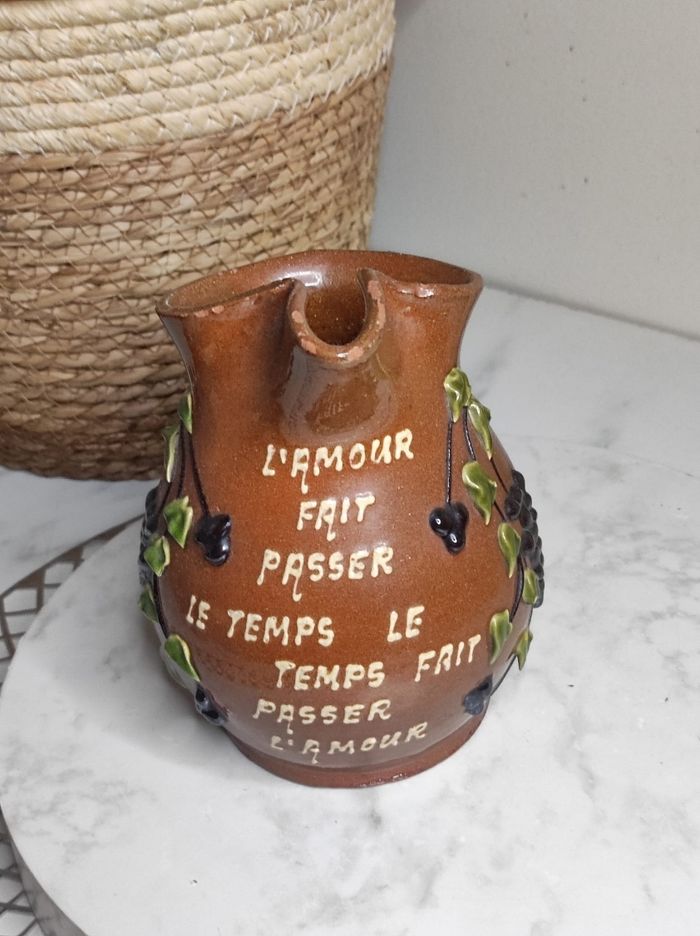 L'AMOUR
FAIT
PASSER
LE TEMPS LE
TEMPS FAIT
PASSER
L'AMOUR